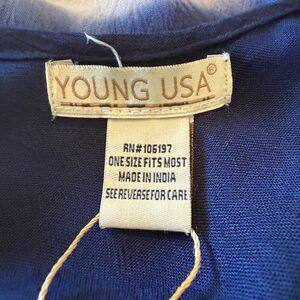 YOUNG USA®
RN#106197
ONE SIZE FITS MOST
MADE IN INDIA
SEE REVERSE FOR CARE